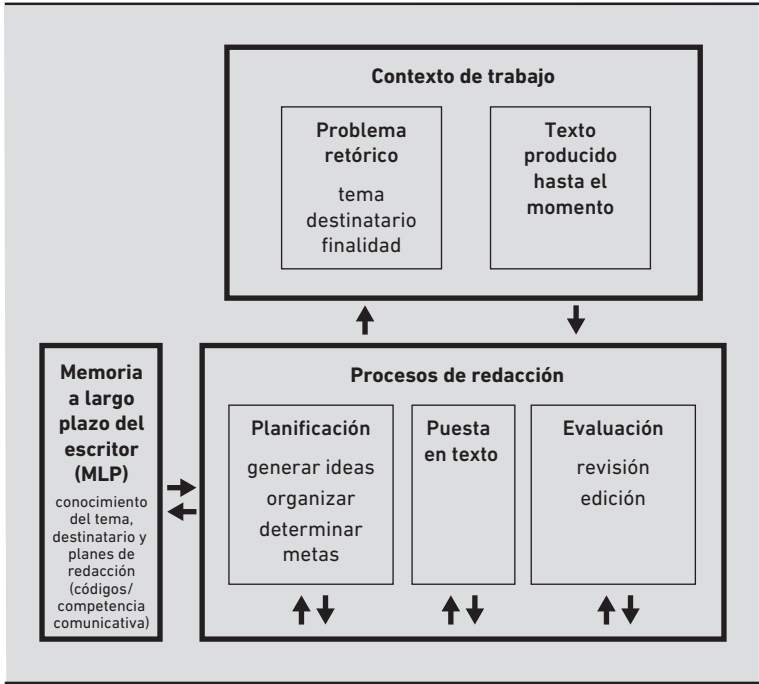 Contexto de trabajo
Problema
retórico
tema
destinatario
finalidad
Texto
producido
hasta el
momento
Memoria
a largo
plazo del
escritor
(MLP)
conocimiento
del tema,
destinatario y
planes de
redacción
(códigos/
competencia
comunicativa)
Procesos de redacción
Planificación
generar ideas
organizar
determinar
metas
Puesta
en texto
Evaluación
revisión
edición